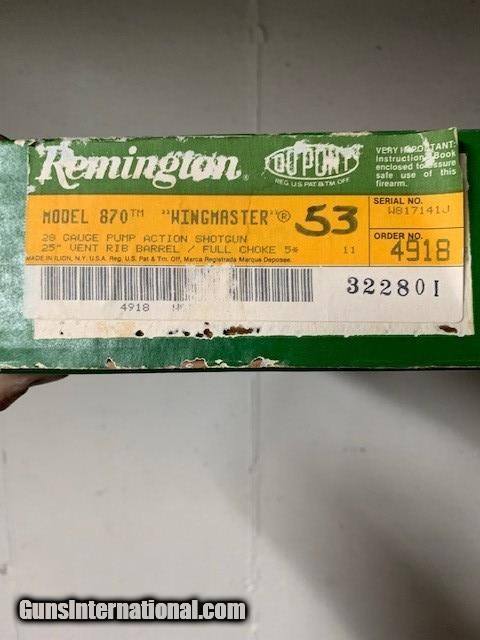 Remington®
DU PONT
REG. U.S. PAT & TM. OFF.
VERY IMPORTANT:
Instruction Book
enclosed to assure
safe use of this
firearm.
MODEL 870™ "WINGMASTER"® 53
28 GAUGE PUMP ACTION SHOTGUN
25" VENT RIB BARREL / FULL CHOKE 5* 11
MADE IN ILION, N.Y. U.S.A. Reg. U.S. Pat & Tm. Off., Marca Registrada Marque Deposee.
SERIAL NO.
W817141J
ORDER NO.
4918
4918
322801
GunsInternational.com